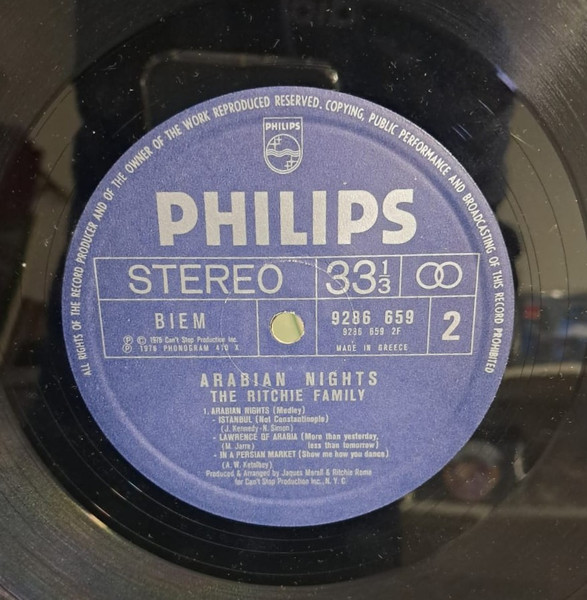 ALL RIGHTS OF THE RECORD PRODUCER AND OF THE OWNER OF THE WORK REPRODUCED RESERVED. COPYING, PUBLIC PERFORMANCE AND BROADCASTING OF THIS RECORD PROHIBITED
PHILIPS
PHILIPS
STEREO 33 1/3
BIEM 9286 659 2
9286 659 2F
Ⓟ © 1976 Can't Stop Production Inc.
Ⓟ 1976 PHONOGRAM MADE IN GREECE
ARABIAN NIGHTS
THE RITCHIE FAMILY
1. ARABIAN NIGHTS (Medley)
- ISTANBUL (Not Constantinople)
(J. Kennedy - N. Simon)
- LAWRENCE OF ARABIA (More than yesterday,
(M. Jarre) less than tomorrow)
- IN A PERSIAN MARKET (Show me how you dance)
(A. W. Ketelbey)
Produced & Arranged by Jaques Morali & Ritchie Rome
for Can't Stop Production Inc., N. Y. C